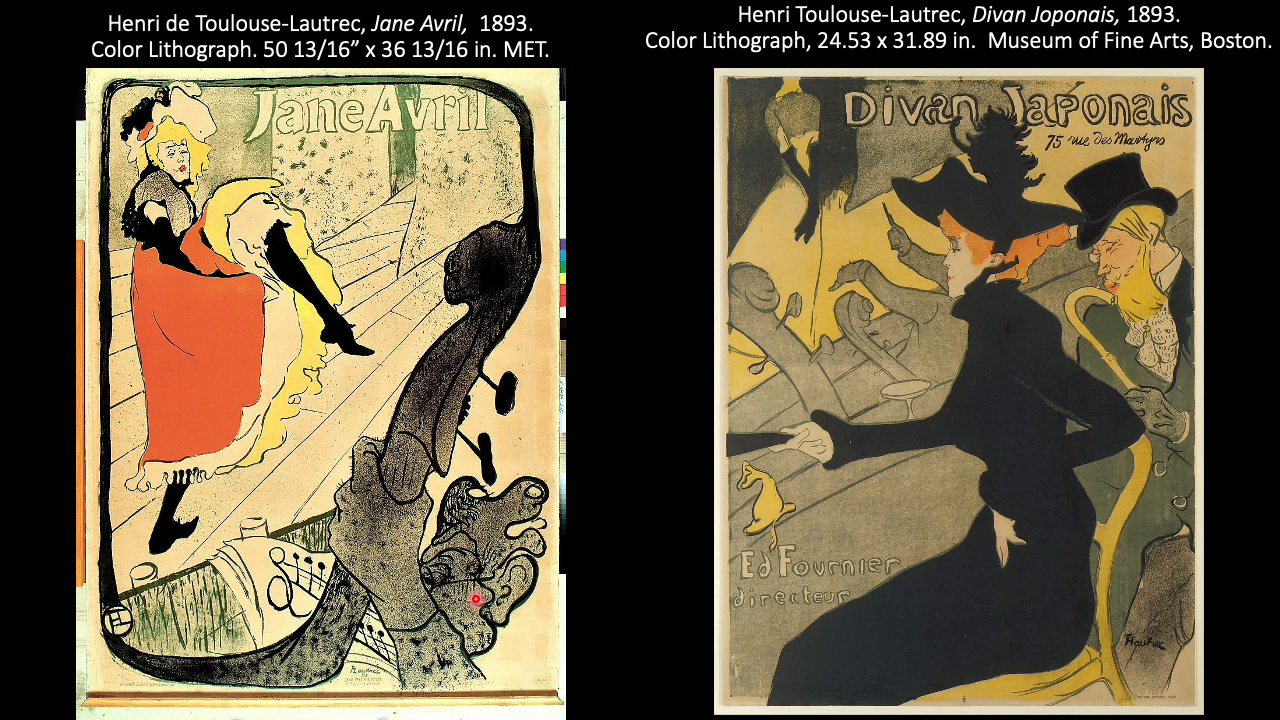 Henri de Toulouse-Lautrec, Jane Avril, 1893.
Color Lithograph. 50 13/16” x 36 13/16 in. MET.
Henri Toulouse-Lautrec, Divan Joponais, 1893.
Color Lithograph, 24.53 x 31.89 in. Museum of Fine Arts, Boston.
Jane Avril
Divan Japonais
75 rue des Martyrs
Ed Fournier
directeur